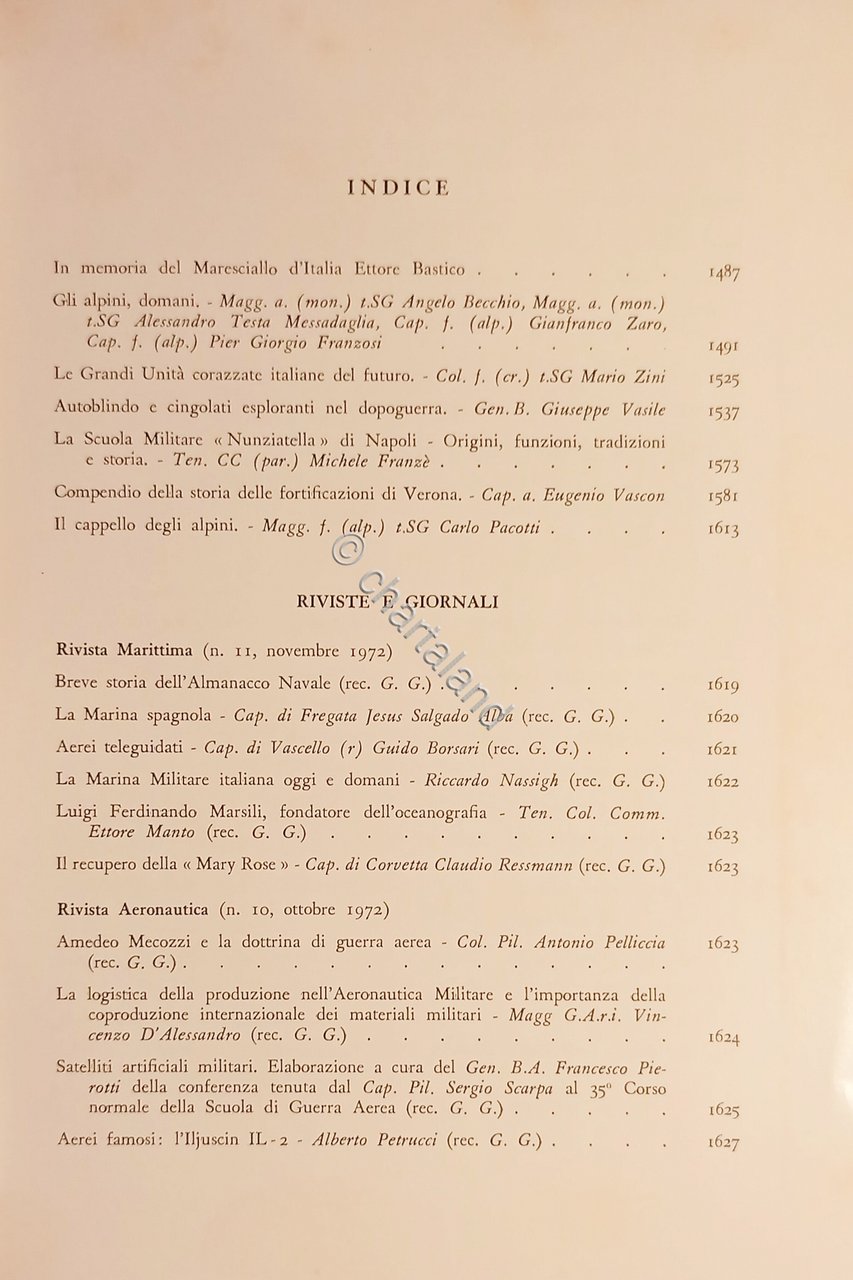 INDICE
In memoria del Maresciallo d'Italia Ettore Bastico . . . . . . 1487
Gli alpini, domani. - Magg. a. (mon.) t.SG Angelo Becchio, Magg. a. (mon.)
t.SG Alessandro Testa Messadaglia, Cap. f. (alp.) Gianfranco Zaro,
Cap. f. (alp.) Pier Giorgio Franzosi . . . . . . . 1491
Le Grandi Unità corazzate italiane del futuro. - Col. f. (cr.) t.SG Mario Zini 1525
Autoblindo e cingolati esploranti nel dopoguerra. - Gen. B. Giuseppe Vasile 1537
La Scuola Militare « Nunziatella » di Napoli - Origini, funzioni, tradizioni
e storia. - Ten. CC (par.) Michele Franzè . . . . . . . 1573
Compendio della storia delle fortificazioni di Verona. - Cap. a. Eugenio Vascon 1581
Il cappello degli alpini. - Magg. f. (alp.) t.SG Carlo Pacotti . . . . 1613
© chartaland
RIVISTE E GIORNALI
Rivista Marittima (n. 11, novembre 1972)
Breve storia dell'Almanacco Navale (rec. G. G.) . . . . . . 1619
La Marina spagnola - Cap. di Fregata Jesus Salgado Alba (rec. G. G.) . . 1620
Aerei teleguidati - Cap. di Vascello (r) Guido Borsari (rec. G. G.) . . . 1621
La Marina Militare italiana oggi e domani - Riccardo Nassigh (rec. G. G.) 1622
Luigi Ferdinando Marsili, fondatore dell'oceanografia - Ten. Col. Comm.
Ettore Manto (rec. G. G.) . . . . . . . . . . 1623
Il recupero della « Mary Rose » - Cap. di Corvetta Claudio Ressmann (rec. G. G.) 1623
Rivista Aeronautica (n. 10, ottobre 1972)
Amedeo Mecozzi e la dottrina di guerra aerea - Col. Pil. Antonio Pelliccia 1623
(rec. G. G.) . . . . . . . . . . . . . .
La logistica della produzione nell'Aeronautica Militare e l'importanza della
coproduzione internazionale dei materiali militari - Magg G.A.r.i. Vin-
cenzo D'Alessandro (rec. G. G.) . . . . . . . . . 1624
Satelliti artificiali militari. Elaborazione a cura del Gen. B.A. Francesco Pie-
rotti della conferenza tenuta dal Cap. Pil. Sergio Scarpa al 35º Corso
normale della Scuola di Guerra Aerea (rec. G. G.) . . . . . 1625
Aerei famosi: l'Iljuscin IL-2 - Alberto Petrucci (rec. G. G.) . . . . 1627